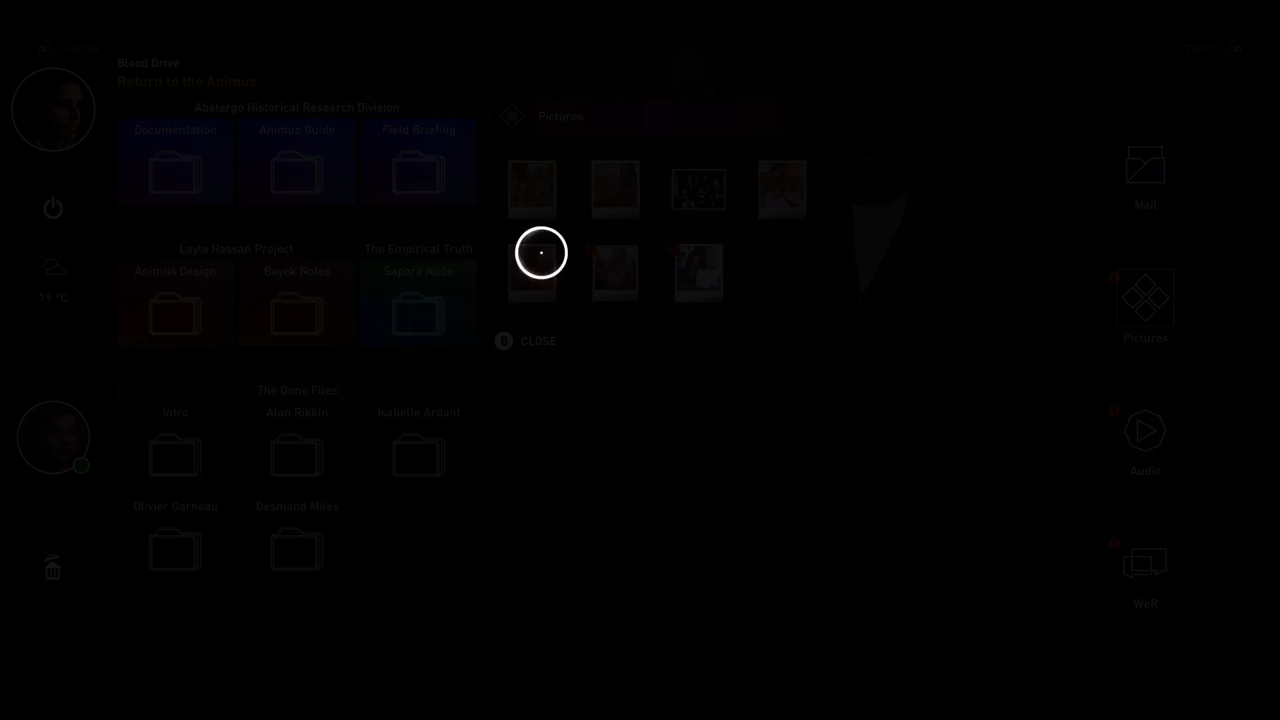 Blood Drive
Return to the Animus
Abstergo Historical Research Division
Documentation
Animus Guide
Field Briefing
Layla Hassan Project
The Empirical Truth
Animus Design
Bayek Notes
Sapere Aude
The Gone Files
Intro
Alan Rikkin
Isabelle Ardant
Olivier Garneau
Desmond Miles
19 °C
Pictures
B CLOSE
Mail
Pictures
Audio
WeR